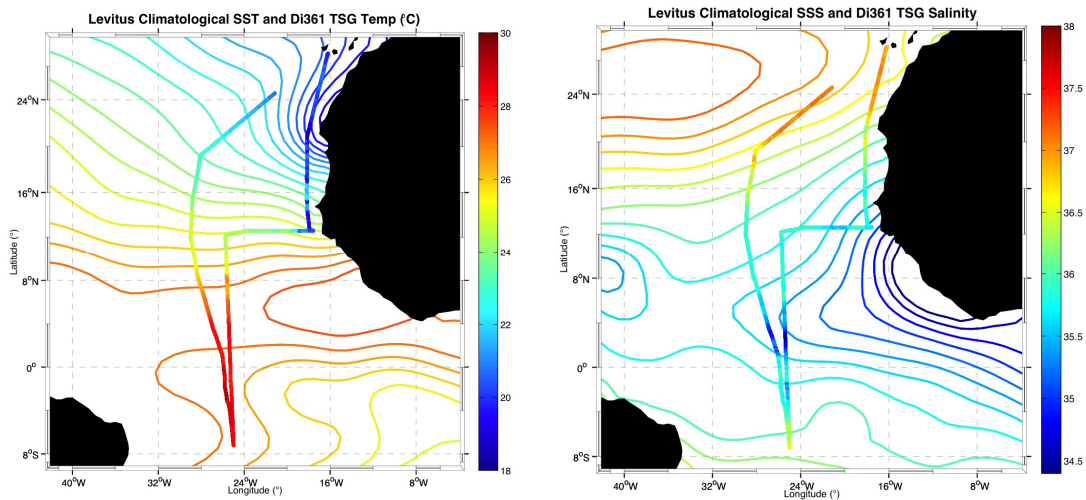 Levitus Climatological SST and Di361 TSG Temp (°C)
30
28
26
24
22
20
18
24°N
16°N
8°N
0°
8°S
40°W
32°W
24°W
16°W
8°W
Latitude (°)
Longitude (°)
Levitus Climatological SSS and Di361 TSG Salinity
38
37.5
37
36.5
36
35.5
35
34.5
24°N
16°N
8°N
0°
8°S
40°W
32°W
24°W
16°W
8°W
Latitude (°)
Longitude (°)